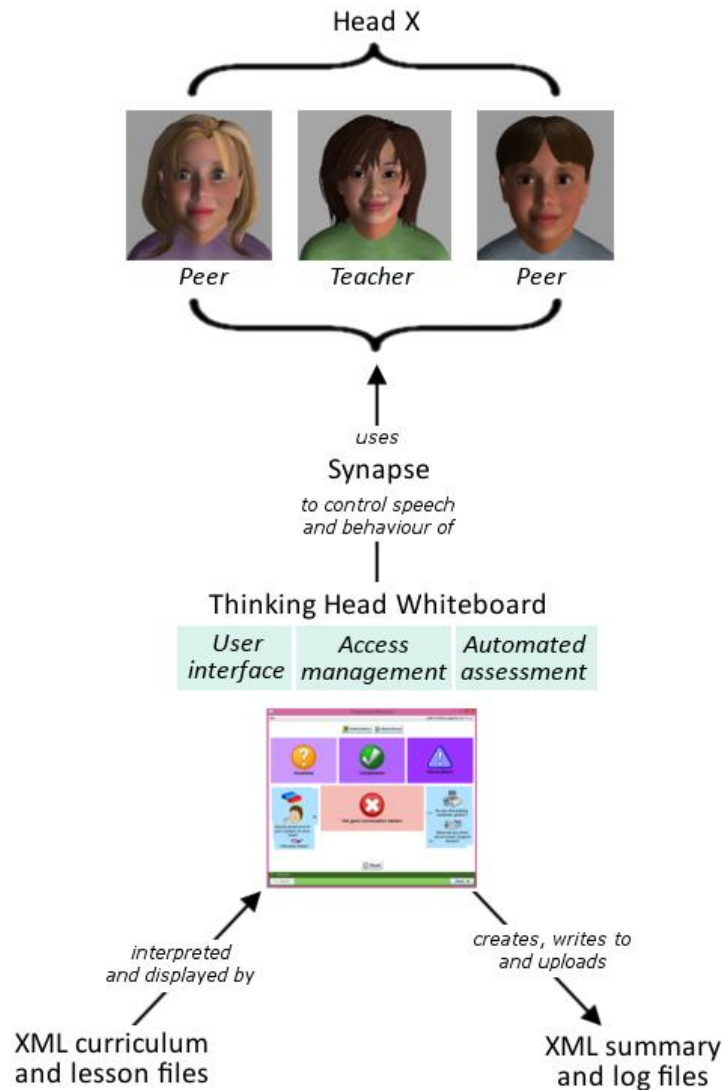 Head X
Peer
Teacher
Peer
uses
Synapse
to control speech
and behaviour of
Thinking Head Whiteboard
User
interface
Access
management
Automated
assessment
interpreted
and displayed by
creates, writes to
and uploads
XML curriculum
and lesson files
XML summary
and log files